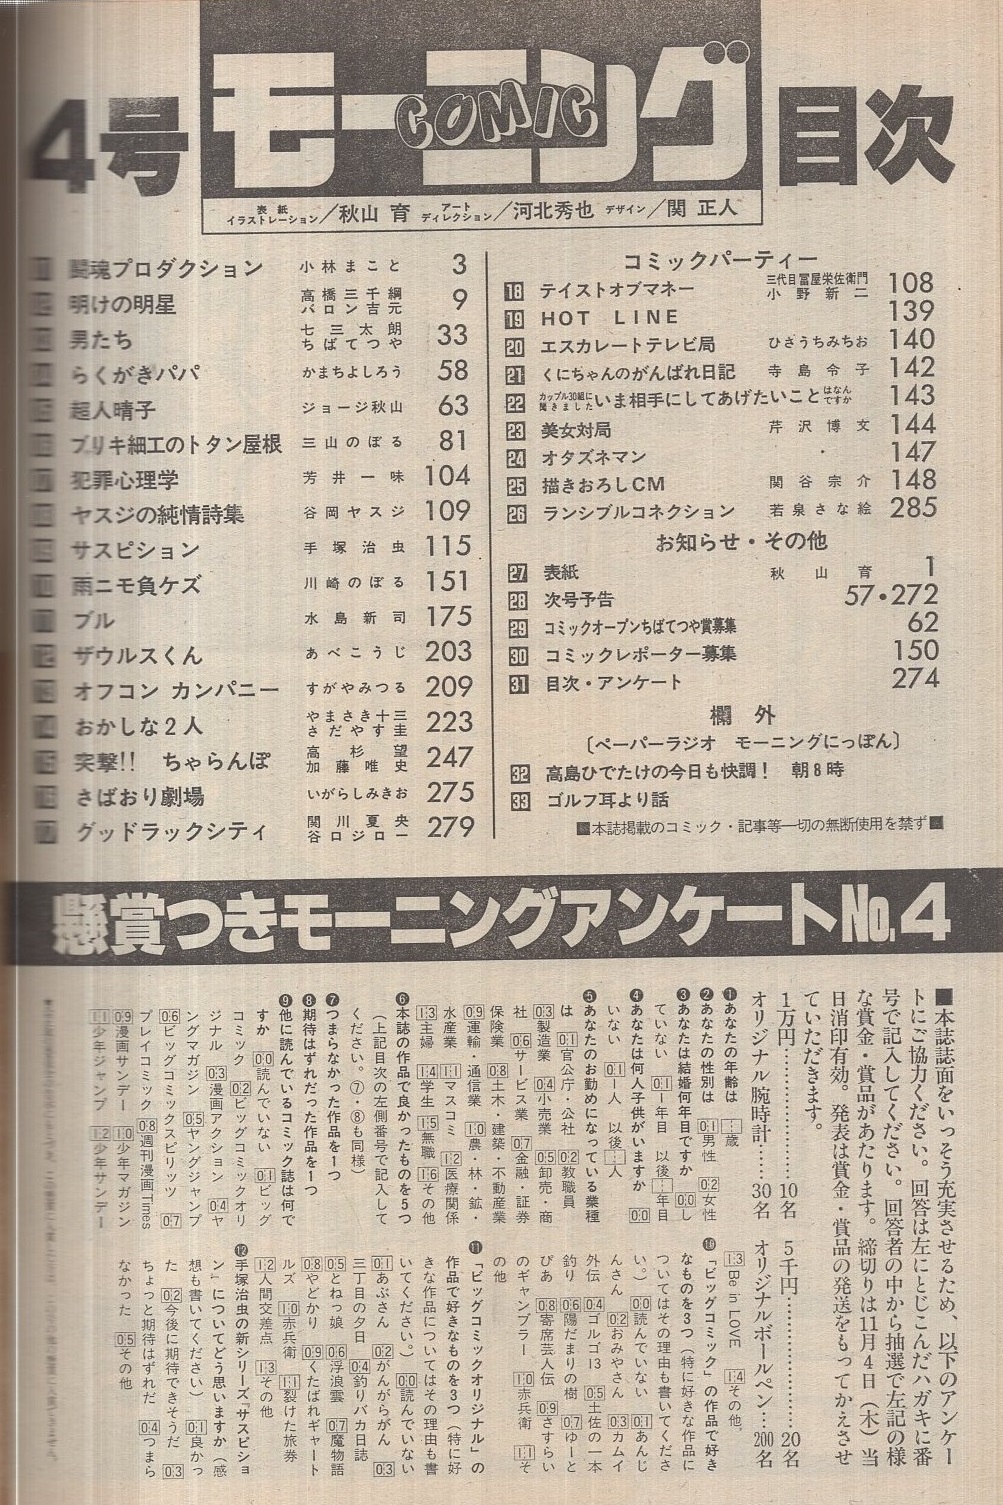 4号
モーニング
COMIC
目次
表紙イラストレーション／秋山 育 アートディレクション／河北秀也 デザイン／関 正人
闘魂プロダクション 小林まこと 3
明けの明星 高橋三千綱 バロン吉元 9
男たち 七三太朗 ちばてつや 33
らくがきパパ かまちよしろう 58
超人晴子 ジョージ秋山 63
ブリキ細工のトタン屋根 三山のぼる 81
犯罪心理学 芳井一味 104
ヤスジの純情詩集 谷岡ヤスジ 109
サスピション 手塚治虫 115
雨ニモ負ケズ 川崎のぼる 151
ブル 水島新司 175
ザウルスくん あべこうじ 203
オフコン カンパニー すがやみつる 209
おかしな2人 やまさき十三 さだやす圭 223
突撃!! ちゃらんぽ 高杉望 加藤唯史 247
さばおり劇場 いがらしみきお 275
グッドラックシティ 関川夏央 谷口ジロー 279
コミックパーティー
18 テイストオブマネー 三代目冨屋栄佐衛門 小野新二 108
19 HOT LINE 139
20 エスカレートテレビ局 ひさうちみちお 140
21 くにちゃんのがんばれ日記 寺島令子 142
22 カップル30組に聞きましたいま相手にしてあげたいことはなんですか 143
23 美女対局 芹沢博文 144
24 オタズネマン 147
25 描きおろしCM 関谷宗介 148
26 ランシブルコネクション 若泉さな絵 285
お知らせ・その他
27 表紙 秋山育 1
28 次号予告 57・272
29 コミックオープンちばてつや賞募集 62
30 コミックレポーター募集 150
31 目次・アンケート 274
欄外
〔ペーパーラジオ モーニングにっぽん〕
32 高島ひでたけの今日も快調！ 朝8時
33 ゴルフ耳より話
■本誌掲載のコミック・記事等一切の無断使用を禁ず■
懸賞つきモーニングアンケートNo.4
■本誌誌面をいっそう充実させるため、以下のアンケー
トにご協力ください。回答は左にとじこんだハガキに番
号で記入してください。回答者の中から抽選で左記の様
な賞金・賞品があたります。締切りは11月4日（木）当
日消印有効。発表は賞金・賞品の発送をもってかえさせ
ていただきます。
1万円……………10名 5千円……………20名
オリジナル腕時計……30名 オリジナルボールペン…200名
❶あなたの年齢は □歳
❷あなたの性別は 0.1男性 0.2女性
❸あなたは結婚何年目ですか 0.0し
ていない 0.1一年目 以後□年目
❹あなたは何人子供がいますか 0.0
いない 0.1一人 以後□人
❺あなたのお勤めになっている業種
は 0.1官公庁・公社 0.2教職員
0.3製造業 0.4小売業 0.5卸売・商
社 0.6サービス業 0.7金融・証券
保険業 0.8土木・建築・不動産業
0.9運輸・通信業 1.0農・林・鉱・
水産業 1.1マスコミ 1.2医療関係
1.3主婦 1.4学生 1.5無職 1.6その他
❻本誌の作品で良かったものを5つ
（上記目次の左側番号で記入して
ください。⑦・⑧も同様）
❼つまらなかった作品を1つ
❽期待はずれだった作品を1つ
❾他に読んでいるコミック誌は何で
すか 0.0読んでいない 0.1ビッグ
コミック 0.2ビッグコミックオリ
ジナル 0.3漫画アクション 0.4ヤ
ングマガジン 0.5ヤングジャンプ
0.6ビッグコミックスピリッツ 0.7
プレイコミック 0.8週刊漫画Times
0.9漫画サンデー 1.0少年マガジン
1.1少年ジャンプ 1.2少年サンデー
1.3Be in LOVE 1.4その他
❿「ビッグコミック」の作品で好き
なものを3つ（特に好きな作品に
ついてはその理由も書いてくださ
い。） 0.0読んでいない 0.1あんじ
んさん 0.2おみやさん 0.3カムイ
外伝 0.4ゴルゴ13 0.5土佐の一本
釣り 0.6陽だまりの樹 0.7ゆーと
ぴあ 0.8寄席芸人伝 0.9さすらい
のギャンブラー 1.0赤兵衛 1.1そ
の他
⓫「ビッグコミックオリジナル」の
作品で好きなものを3つ（特に好
きな作品についてはその理由も書
いてください。） 0.0読んでいない
0.1あぶさん 0.2がんがらがん 0.3
三丁目の夕日 0.4釣りバカ日誌
0.5とねっ娘 0.6浮浪雲 0.7魔物語
0.8やどかり 0.9くたばれギャート
ルズ 1.0赤兵衛 1.1裂けた旅券
1.2人間交差点 1.3その他
⓬手塚治虫の新シリーズ「サスピショ
ン」についてどう思いますか（感
想も書いてください） 0.1良かっ
た 0.2今後に期待できそうだ 0.3
ちょっと期待はずれだ 0.4つまら
なかった 0.5その他